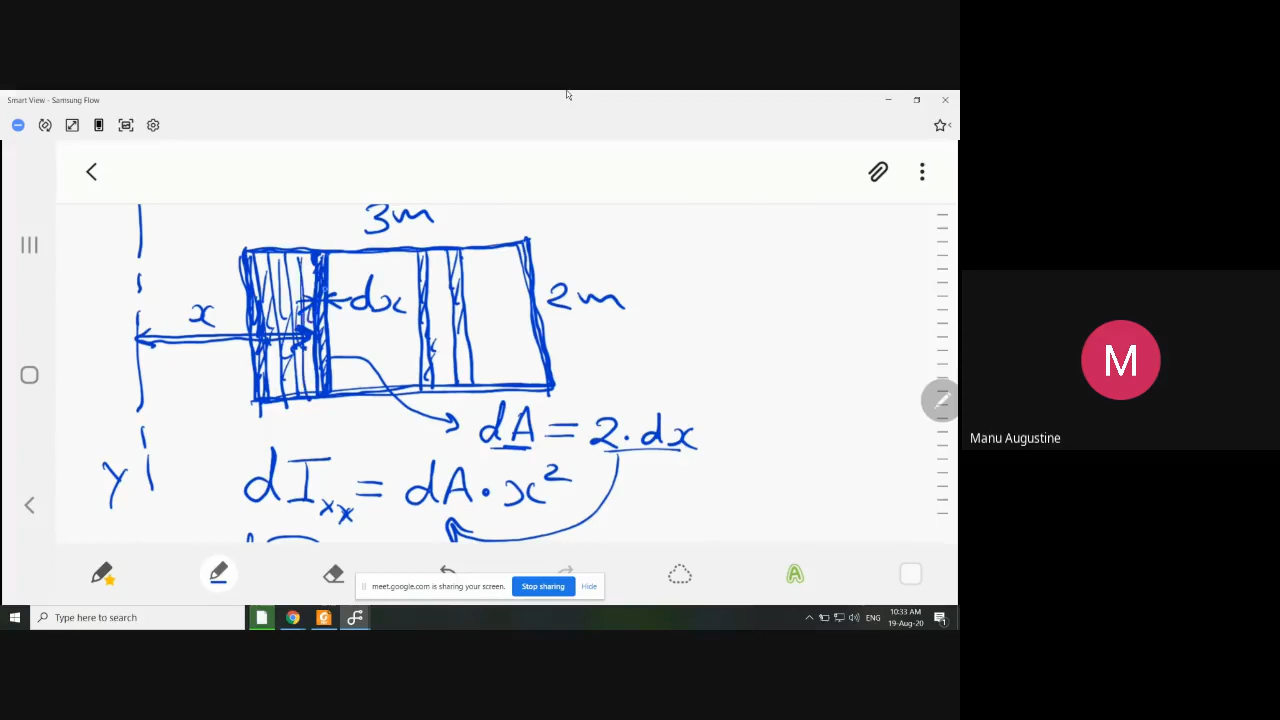 Smart View - Samsung Flow
3m
dx
2m
x
dA = 2.dx
y
dIxx = dA.x²
M
Manu Augustine
meet.google.com is sharing your screen.
Stop sharing
Hide
Type here to search
ENG
10:33 AM
19-Aug-20